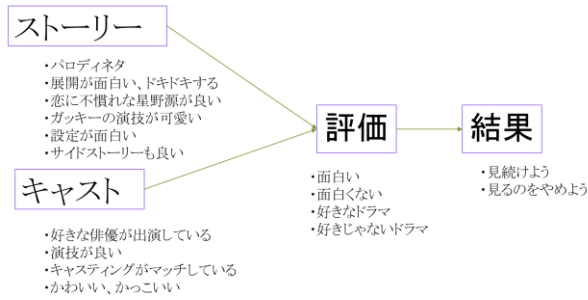 ストーリー
・パロディネタ
・展開が面白い、ドキドキする
・恋に不慣れな星野源が良い
・ガッキーの演技が可愛い
・設定が面白い
・サイドストーリーも良い
キャスト
・好きな俳優が出演している
・演技が良い
・キャスティングがマッチしている
・かわいい、かっこいい
評価
・面白い
・面白くない
・好きなドラマ
・好きじゃないドラマ
結果
・見続けよう
・見るのをやめよう